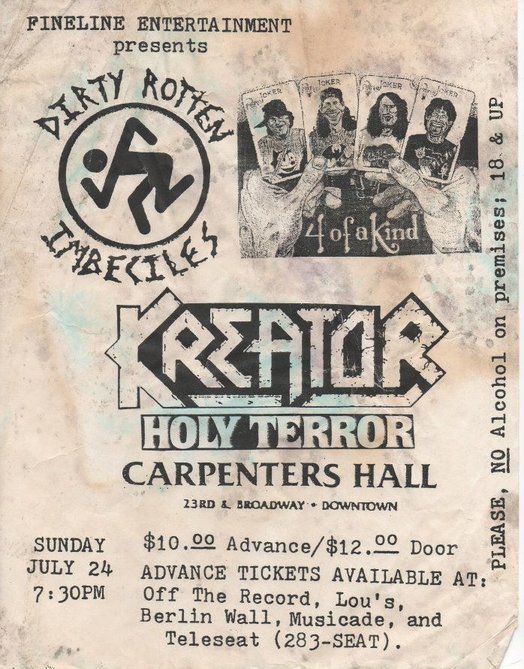 FINELINE ENTERTAINMENT
presents
DIRTY ROTTEN
IMBECILES
JOKER JOKER JOKER JOKER
4 of a Kind
KREATOR
HOLY TERROR
CARPENTERS HALL
23RD & BROADWAY • DOWNTOWN
SUNDAY
JULY 24
7:30PM
$10.00 Advance/$12.00 Door
ADVANCE TICKETS AVAILABLE AT:
Off The Record, Lou's,
Berlin Wall, Musicade, and
Teleseat (283-SEAT).
PLEASE, NO Alcohol on premises; 18 & UP